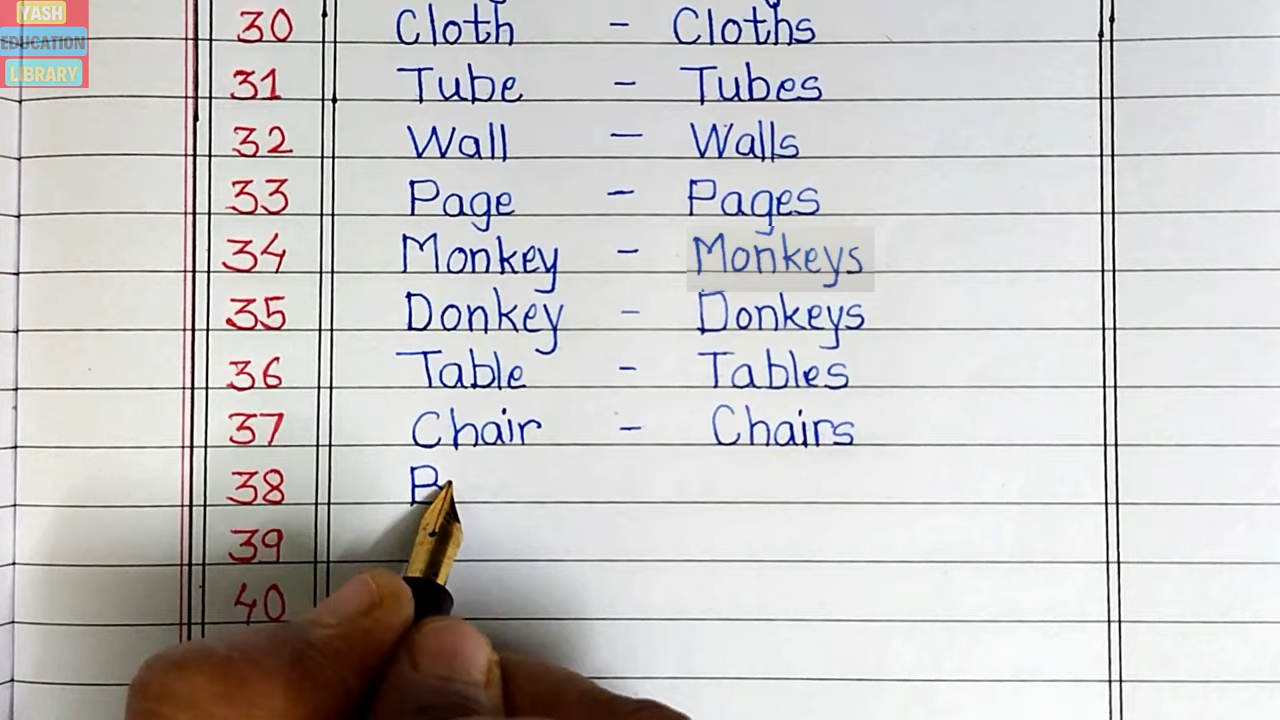 YASH
EDUCATION
LIBRARY
30 Cloth - Cloths
31 Tube - Tubes
32 Wall - Walls
33 Page - Pages
34 Monkey - Monkeys
35 Donkey - Donkeys
36 Table - Tables
37 Chair - Chairs
38 B
39
40